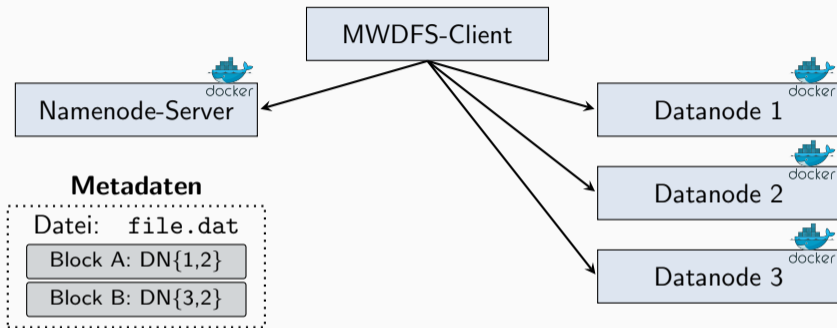 MWDFS-Client
docker
Namenode-Server
docker
Datanode 1
docker
Datanode 2
docker
Datanode 3
Metadaten
Datei: file.dat
Block A: DN{1,2}
Block B: DN{3,2}